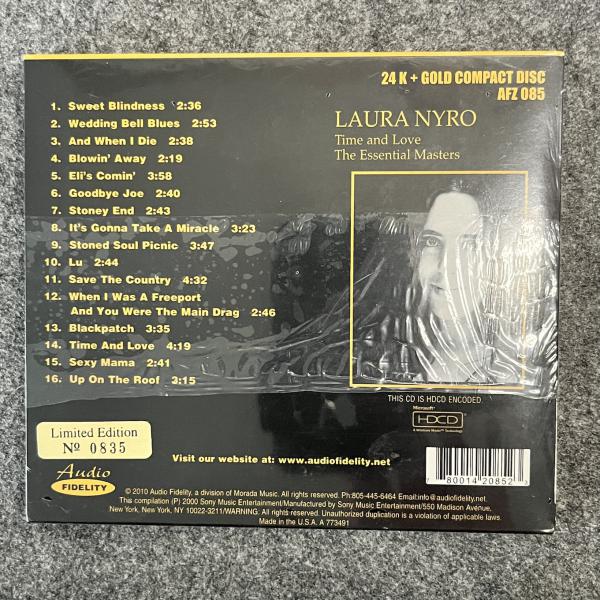 24 K + GOLD COMPACT DISC
AFZ 085
LAURA NYRO
Time and Love
The Essential Masters
1. Sweet Blindness 2:36
2. Wedding Bell Blues 2:53
3. And When I Die 2:38
4. Blowin' Away 2:19
5. Eli's Comin' 3:58
6. Goodbye Joe 2:40
7. Stoney End 2:43
8. It's Gonna Take A Miracle 3:23
9. Stoned Soul Picnic 3:47
10. Lu 2:44
11. Save The Country 4:32
12. When I Was A Freeport
And You Were The Main Drag 2:46
13. Blackpatch 3:35
14. Time And Love 4:19
15. Sexy Mama 2:41
16. Up On The Roof 3:15
THIS CD IS HDCD ENCODED
Microsoft
HDCD
A Windows Media Technology
Limited Edition
Nº 0835
Audio
FIDELITY
Visit our website at: www.audiofidelity.net
7 80014 20852 3
© 2010 Audio Fidelity, a division of Morada Music. All rights reserved. Ph:805-445-6464 Email:info@audiofidelity.net.
This compilation (P) 2000 Sony Music Entertainment/Manufactured by Sony Music Entertainment/550 Madison Avenue,
New York, New York, NY 10022-3211/WARNING: All rights reserved. Unauthorized duplication is a violation of applicable laws.
Made in the U.S.A. A 773491